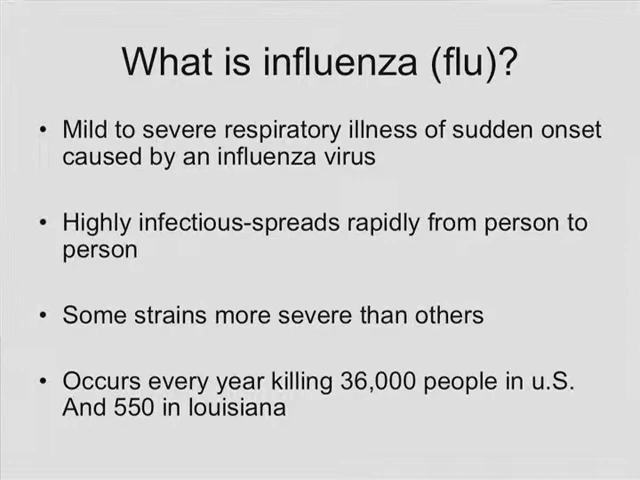 What is influenza (flu)?
• Mild to severe respiratory illness of sudden onset
caused by an influenza virus
• Highly infectious-spreads rapidly from person to
person
• Some strains more severe than others
• Occurs every year killing 36,000 people in u.S.
And 550 in louisiana